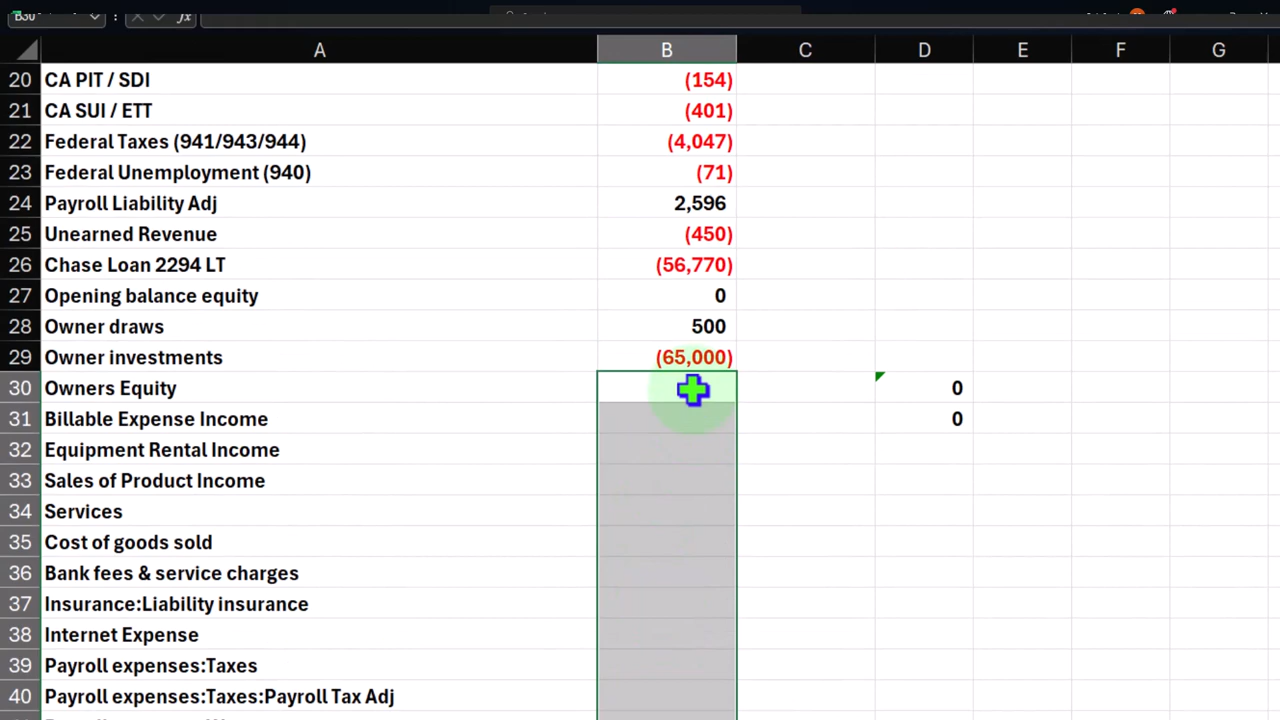 fx
A B C D E F G
20 CA PIT / SDI (154)
21 CA SUI / ETT (401)
22 Federal Taxes (941/943/944) (4,047)
23 Federal Unemployment (940) (71)
24 Payroll Liability Adj 2,596
25 Unearned Revenue (450)
26 Chase Loan 2294 LT (56,770)
27 Opening balance equity 0
28 Owner draws 500
29 Owner investments (65,000)
30 Owners Equity 0
31 Billable Expense Income 0
32 Equipment Rental Income
33 Sales of Product Income
34 Services
35 Cost of goods sold
36 Bank fees & service charges
37 Insurance:Liability insurance
38 Internet Expense
39 Payroll expenses:Taxes
40 Payroll expenses:Taxes:Payroll Tax Adj